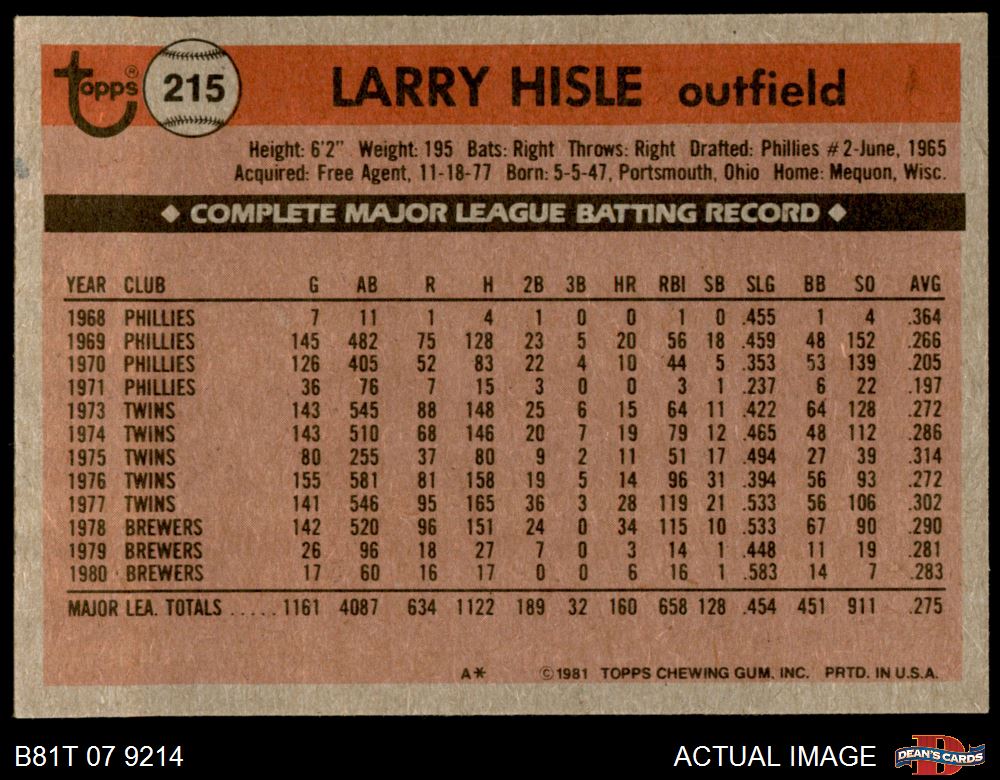 topps® 215 LARRY HISLE outfield
Height: 6'2" Weight: 195 Bats: Right Throws: Right Drafted: Phillies #2-June, 1965
Acquired: Free Agent, 11-18-77 Born: 5-5-47, Portsmouth, Ohio Home: Mequon, Wisc.
◆ COMPLETE MAJOR LEAGUE BATTING RECORD ◆
YEAR CLUB G AB R H 2B 3B HR RBI SB SLG BB SO AVG
1968 PHILLIES 7 11 1 4 1 0 0 1 0 .455 1 4 .364
1969 PHILLIES 145 482 75 128 23 5 20 56 18 .459 48 152 .266
1970 PHILLIES 126 405 52 83 22 4 10 44 5 .353 53 139 .205
1971 PHILLIES 36 76 7 15 3 0 0 3 1 .237 6 22 .197
1973 TWINS 143 545 88 148 25 6 15 64 11 .422 64 128 .272
1974 TWINS 143 510 68 146 20 7 19 79 12 .465 48 112 .286
1975 TWINS 80 255 37 80 9 2 11 51 17 .494 27 39 .314
1976 TWINS 155 581 81 158 19 5 14 96 31 .394 56 93 .272
1977 TWINS 141 546 95 165 36 3 28 119 21 .533 56 106 .302
1978 BREWERS 142 520 96 151 24 0 34 115 10 .533 67 90 .290
1979 BREWERS 26 96 18 27 7 0 3 14 1 .448 11 19 .281
1980 BREWERS 17 60 16 17 0 0 6 16 1 .583 14 7 .283
MAJOR LEA. TOTALS ..... 1161 4087 634 1122 189 32 160 658 128 .454 451 911 .275
A* ©1981 TOPPS CHEWING GUM, INC. PRTD. IN U.S.A.
B81T 07 9214 ACTUAL IMAGE DEAN'S CARDS